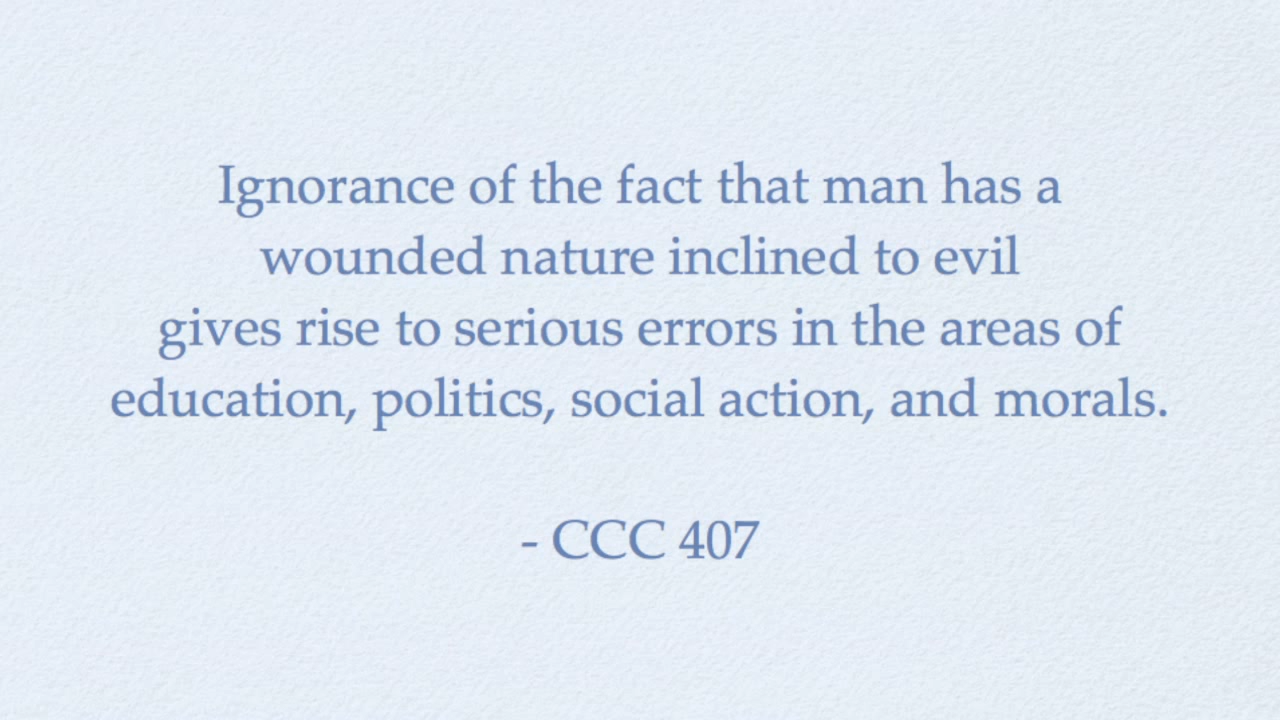 Ignorance of the fact that man has a
wounded nature inclined to evil
gives rise to serious errors in the areas of
education, politics, social action, and morals.
- CCC 407